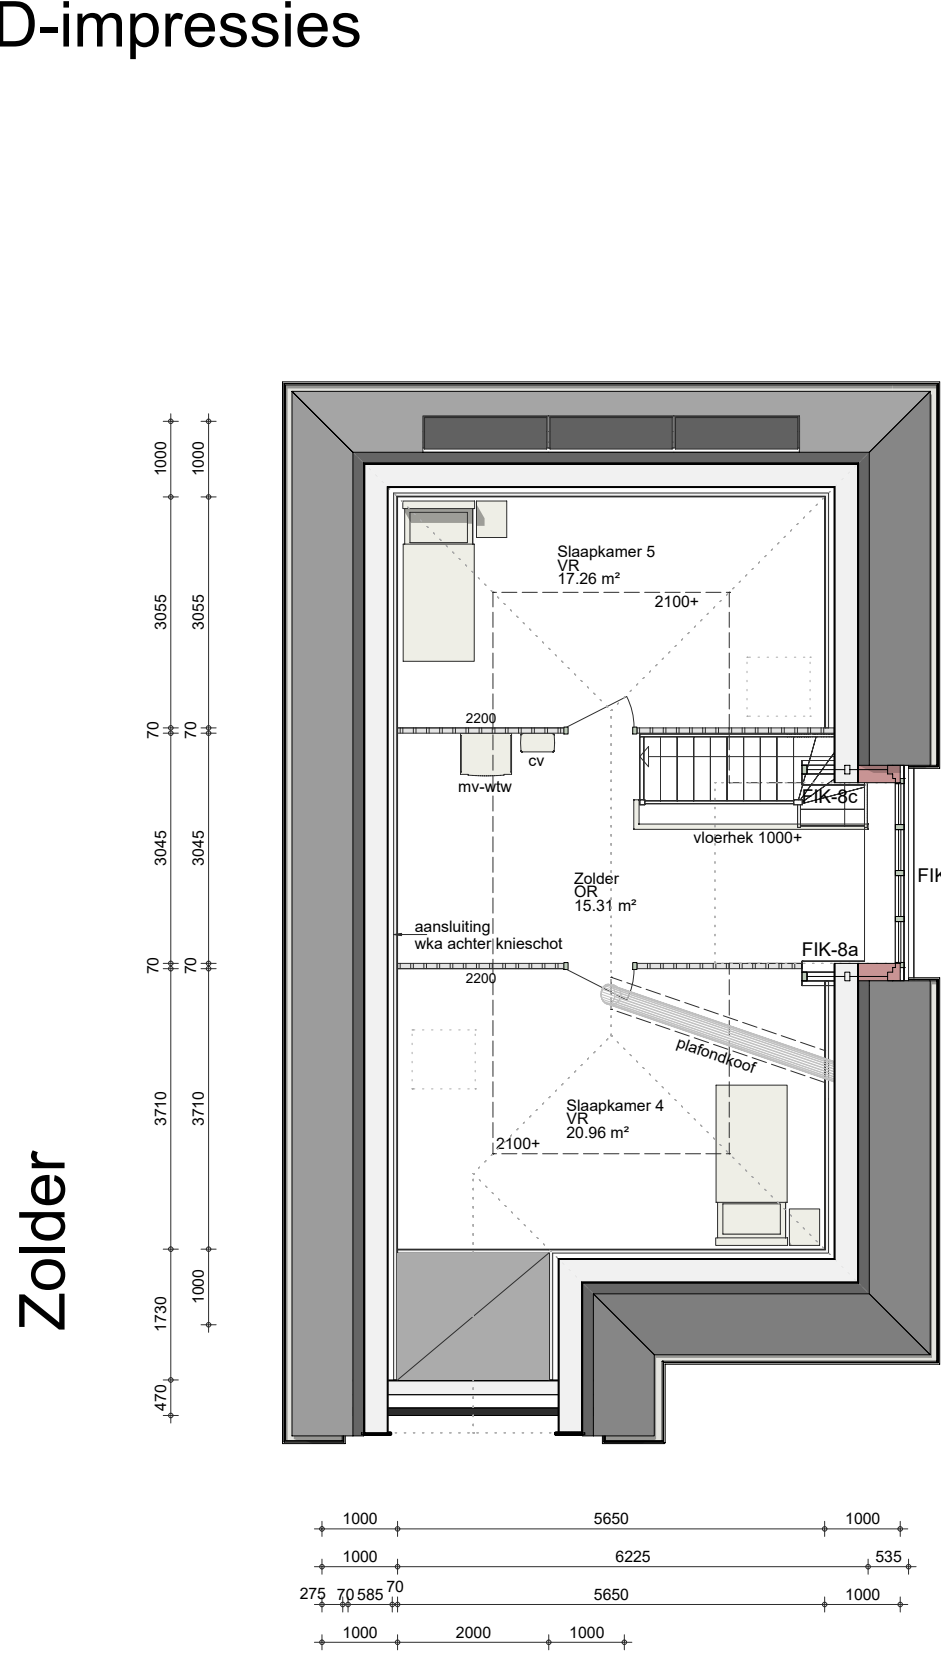 D-impressies
1000
1000
3055
3055
70
70
3045
3045
70
70
3710
3710
1730
1000
470
Zolder
Slaapkamer 5
VR
17.26 m²
2100+
2200
mv-wtw
cv
FIK-8c
vloerhek 1000+
FIK
Zolder
OR
15.31 m²
aansluiting
wka achter knieschot
FIK-8a
2200
plafondkoof
Slaapkamer 4
VR
20.96 m²
2100+
1000 5650 1000
1000 6225 535
275 70 585 70 5650 1000
1000 2000 1000